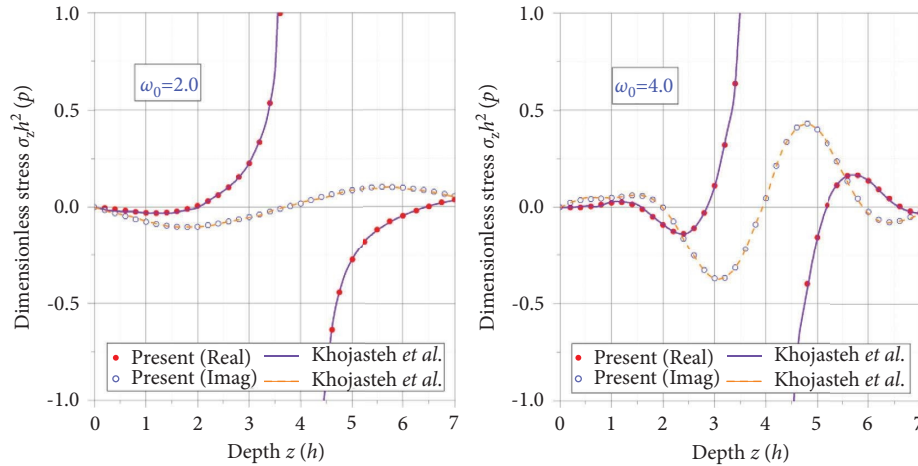 Dimensionless stress σzh² (p)
1.0
0.5
0.0
-0.5
-1.0
ω0=2.0
Present (Real)
Khojasteh et al.
Present (Imag)
Khojasteh et al.
0 1 2 3 4 5 6 7
Depth z (h)
Dimensionless stress σzh² (p)
1.0
0.5
0.0
-0.5
-1.0
ω0=4.0
Present (Real)
Khojasteh et al.
Present (Imag)
Khojasteh et al.
0 1 2 3 4 5 6 7
Depth z (h)